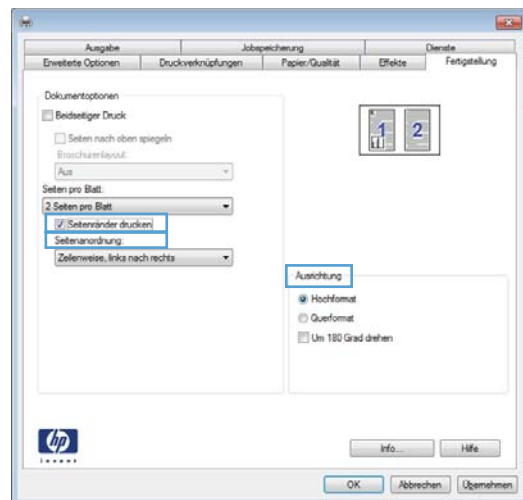 Ausgabe
Jobspeicherung
Dienste
Erweiterte Optionen
Druckverknüpfungen
Papier/Qualität
Effekte
Fertigstellung
Dokumentoptionen
Beidseitiger Druck
Seiten nach oben spiegeln
Broschürenlayout:
Aus
Seiten pro Blatt:
2 Seiten pro Blatt
Seitenränder drucken
Seitenanordnung:
Zeilenweise, links nach rechts
1 2
Ausrichtung
Hochformat
Querformat
Um 180 Grad drehen
hp
invent
Info...
Hilfe
OK
Abbrechen
Übernehmen